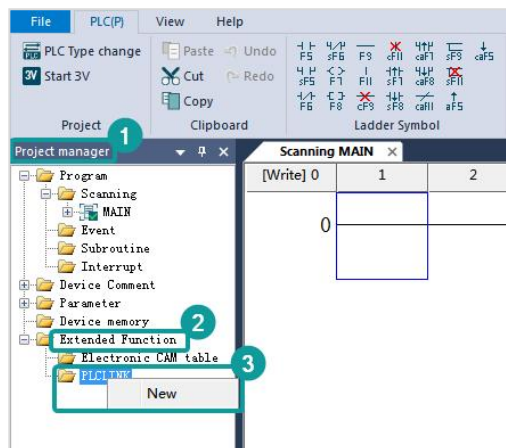 File PLC(P) View Help
PLC Type change Paste Undo
F5 sF6 F9 cF11 caF7 sF9 caF5
Start 3V Cut Redo
sF5 F7 F11 sF7 caF8 sF11
Copy
F6 F8 cF9 sF8 caF11 aF5
Project Clipboard Ladder Symbol
1
Project manager Scanning MAIN
[Write] 0 1 2
Program
Scanning
MAIN
0
Event
Subroutine
Interrupt
Device Comment
Parameter
Device memory
2
Extended Function
Electronic CAM table
3
PLCLINK
New